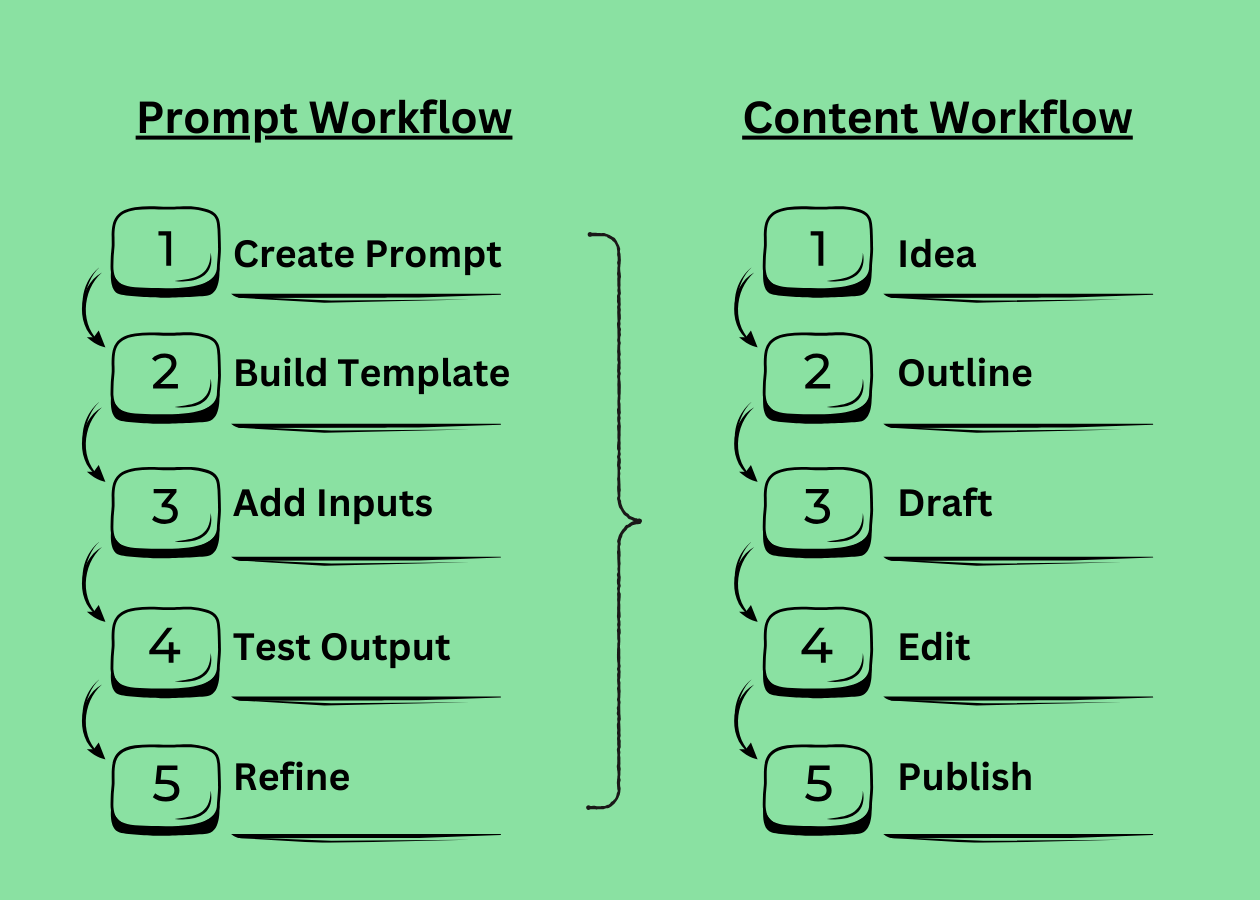 Prompt Workflow
1 Create Prompt
2 Build Template
3 Add Inputs
4 Test Output
5 Refine
Content Workflow
1 Idea
2 Outline
3 Draft
4 Edit
5 Publish